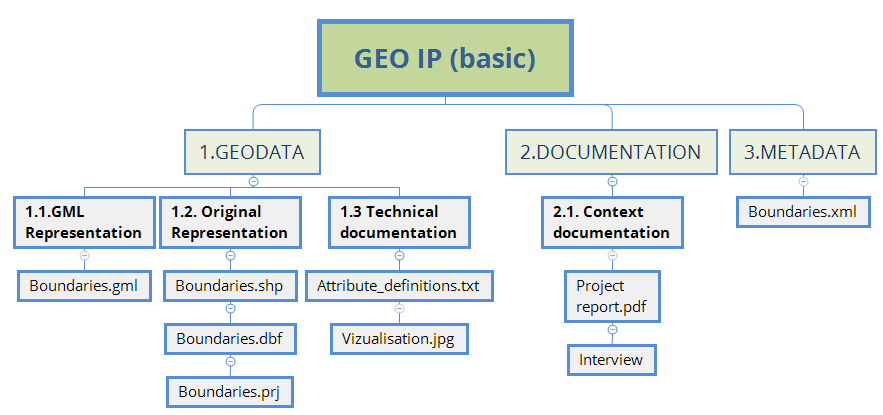 GEO IP (basic)
1.GEODATA
2.DOCUMENTATION
3.METADATA
1.1.GML
Representation
1.2. Original
Representation
1.3 Technical
documentation
2.1. Context
documentation
Boundaries.xml
Boundaries.gml
Boundaries.shp
Attribute_definitions.txt
Project
report.pdf
Boundaries.dbf
Vizualisation.jpg
Interview
Boundaries.prj